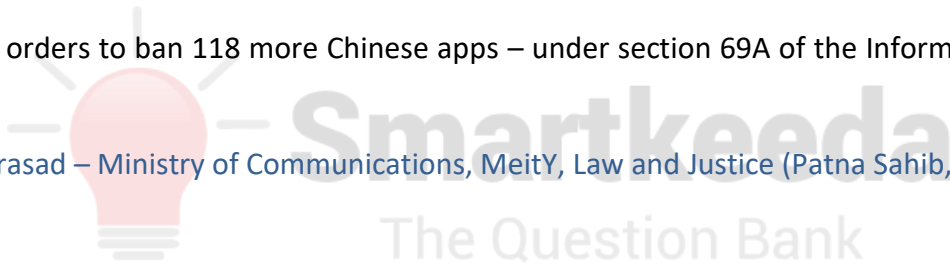 orders to ban 118 more Chinese apps – under section 69A of the Inform
Smartkeeda
rasad – Ministry of Communications, MeitY, Law and Justice (Patna Sahib,
The Question Bank